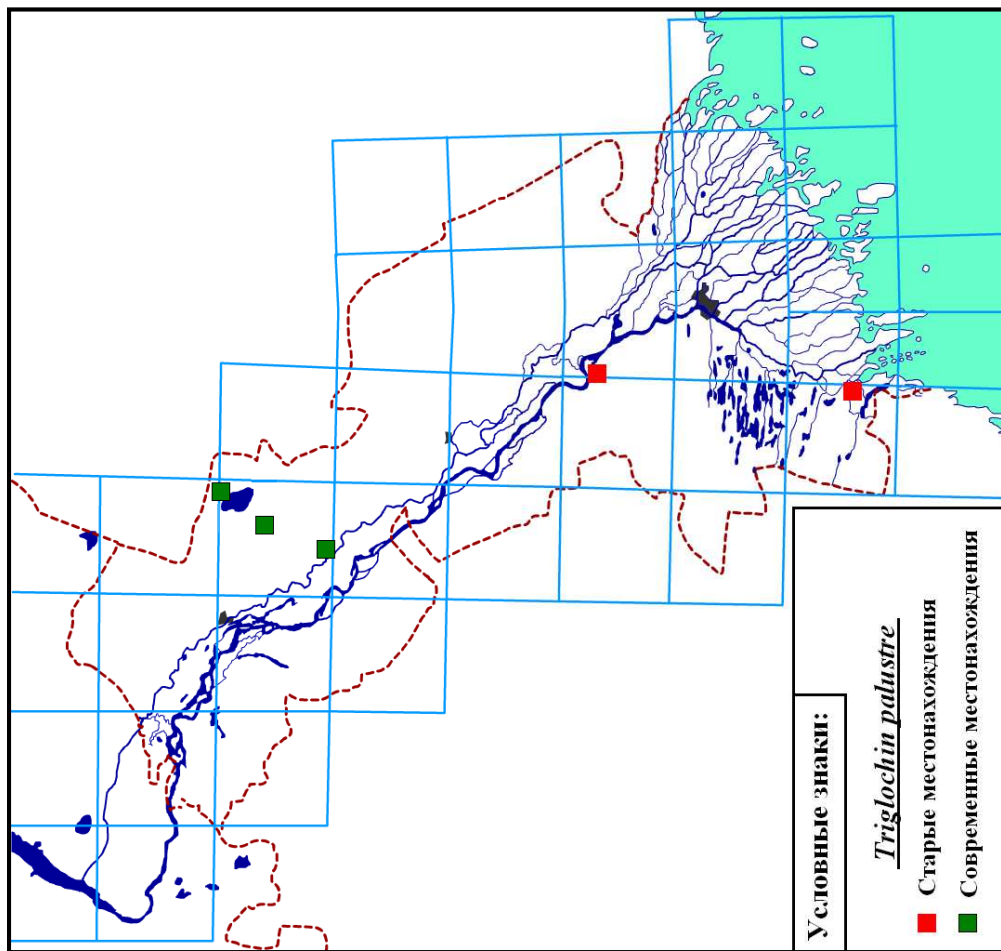 Условные знаки:
Triglochin palustre
Старые местонахождения
Современные местонахождения